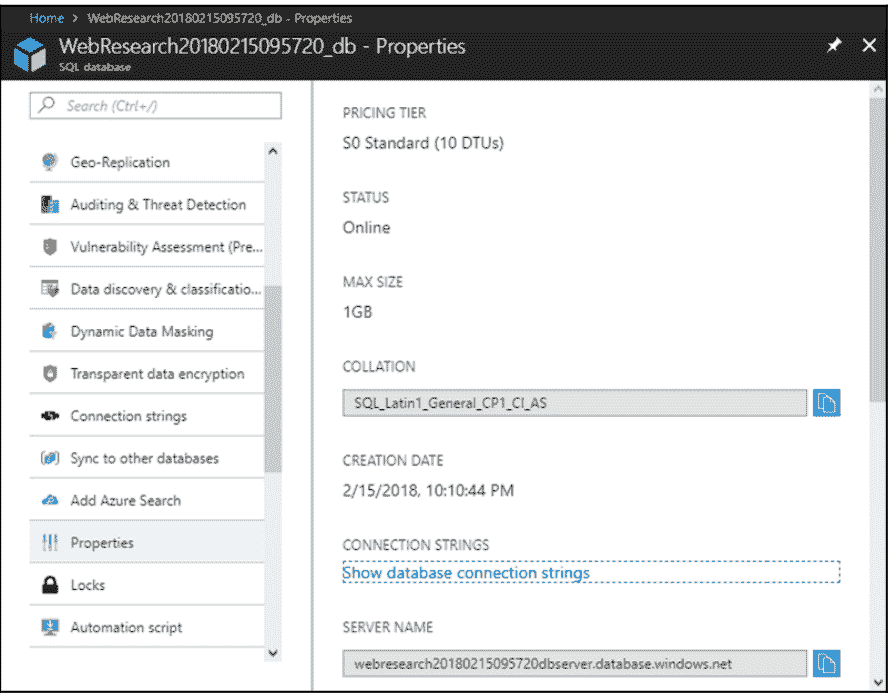 Home > WebResearch20180215095720_db - Properties
WebResearch20180215095720_db - Properties
SQL database
Search (Ctrl+/)
Geo-Replication
Auditing & Threat Detection
Vulnerability Assessment (Pre...
Data discovery & classificatio...
Dynamic Data Masking
Transparent data encryption
Connection strings
Sync to other databases
Add Azure Search
Properties
Locks
Automation script
PRICING TIER
S0 Standard (10 DTUs)
STATUS
Online
MAX SIZE
1GB
COLLATION
SQL_Latin1_General_CP1_CI_AS
CREATION DATE
2/15/2018, 10:10:44 PM
CONNECTION STRINGS
Show database connection strings
SERVER NAME
webresearch20180215095720dbserver.database.windows.net